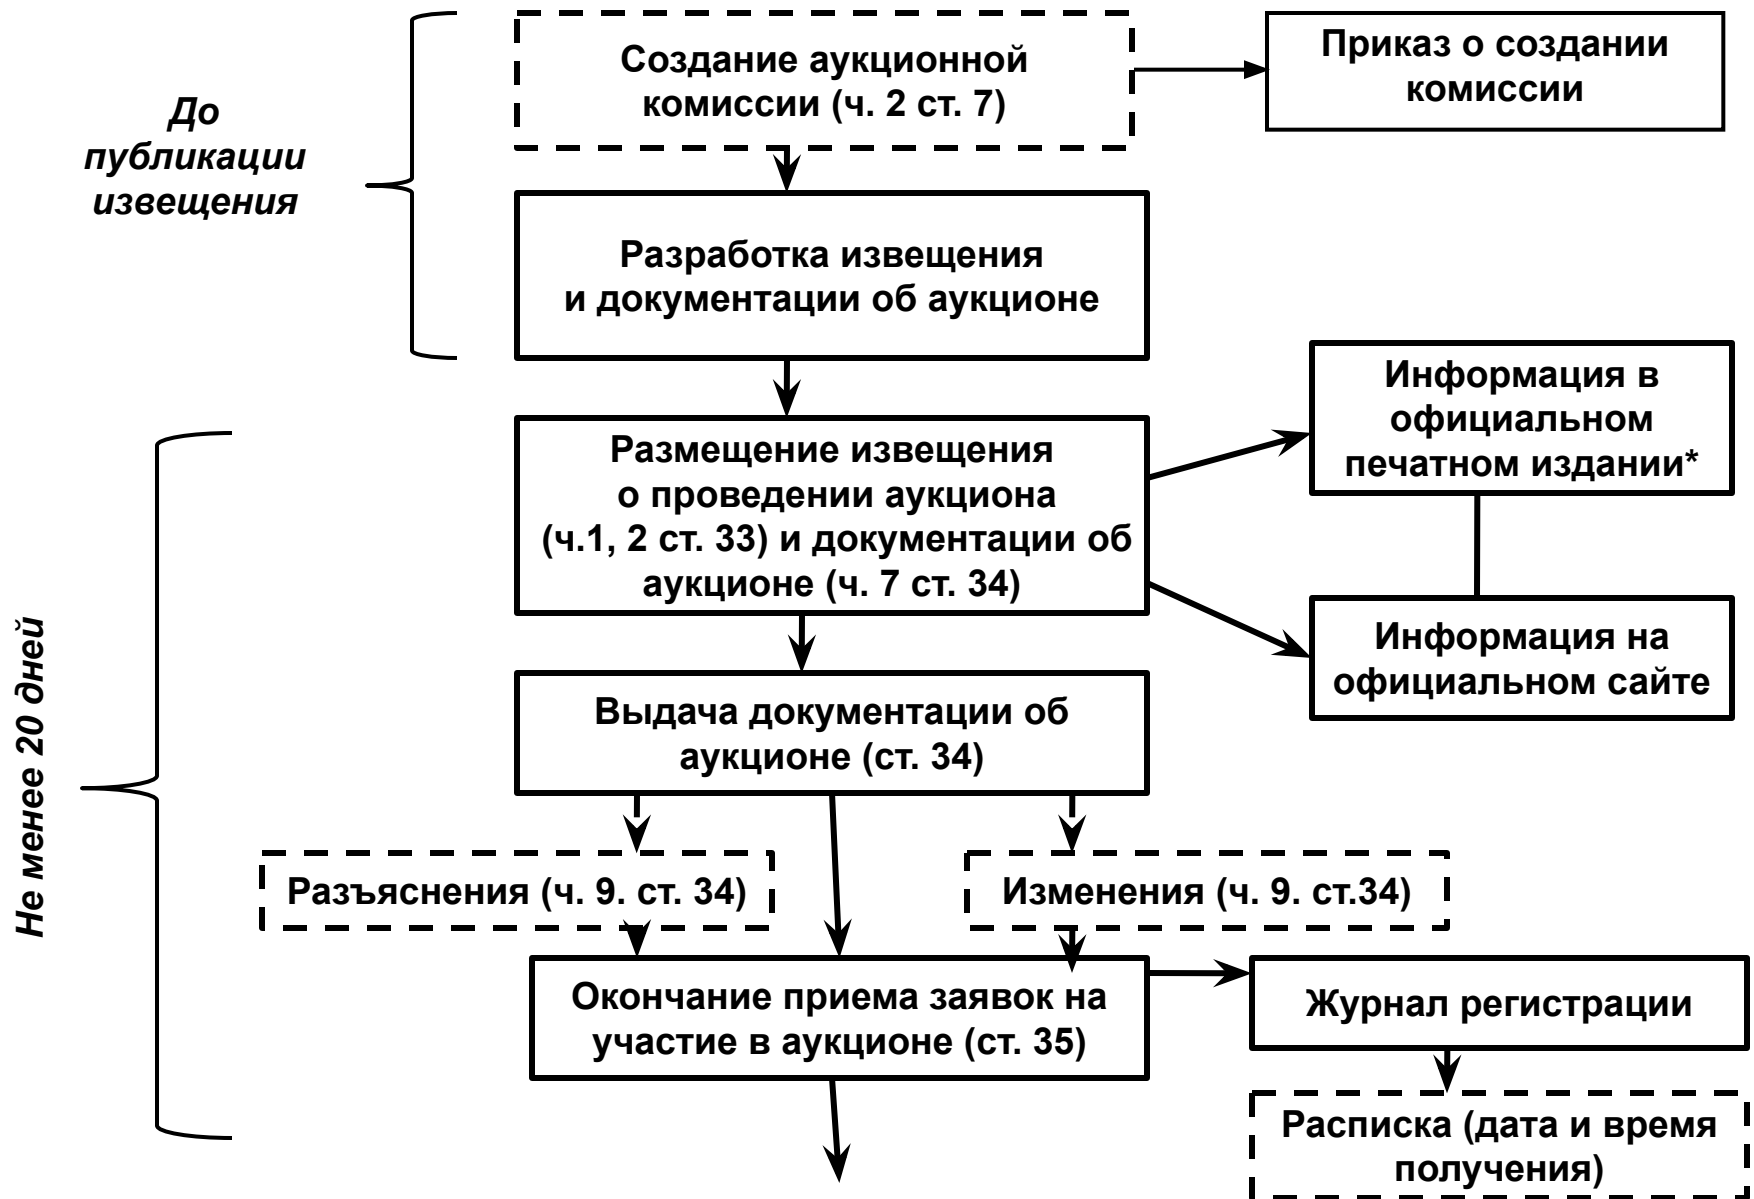 До
публикации
извещения
Создание аукционной
комиссии (ч. 2 ст. 7)
Приказ о создании
комиссии
Разработка извещения
и документации об аукционе
Не менее 20 дней
Размещение извещения
о проведении аукциона
(ч.1, 2 ст. 33) и документации об
аукционе (ч. 7 ст. 34)
Информация в
официальном
печатном издании*
Информация на
официальном сайте
Выдача документации об
аукционе (ст. 34)
Разъяснения (ч. 9. ст. 34)
Изменения (ч. 9. ст.34)
Окончание приема заявок на
участие в аукционе (ст. 35)
Журнал регистрации
Расписка (дата и время
получения)